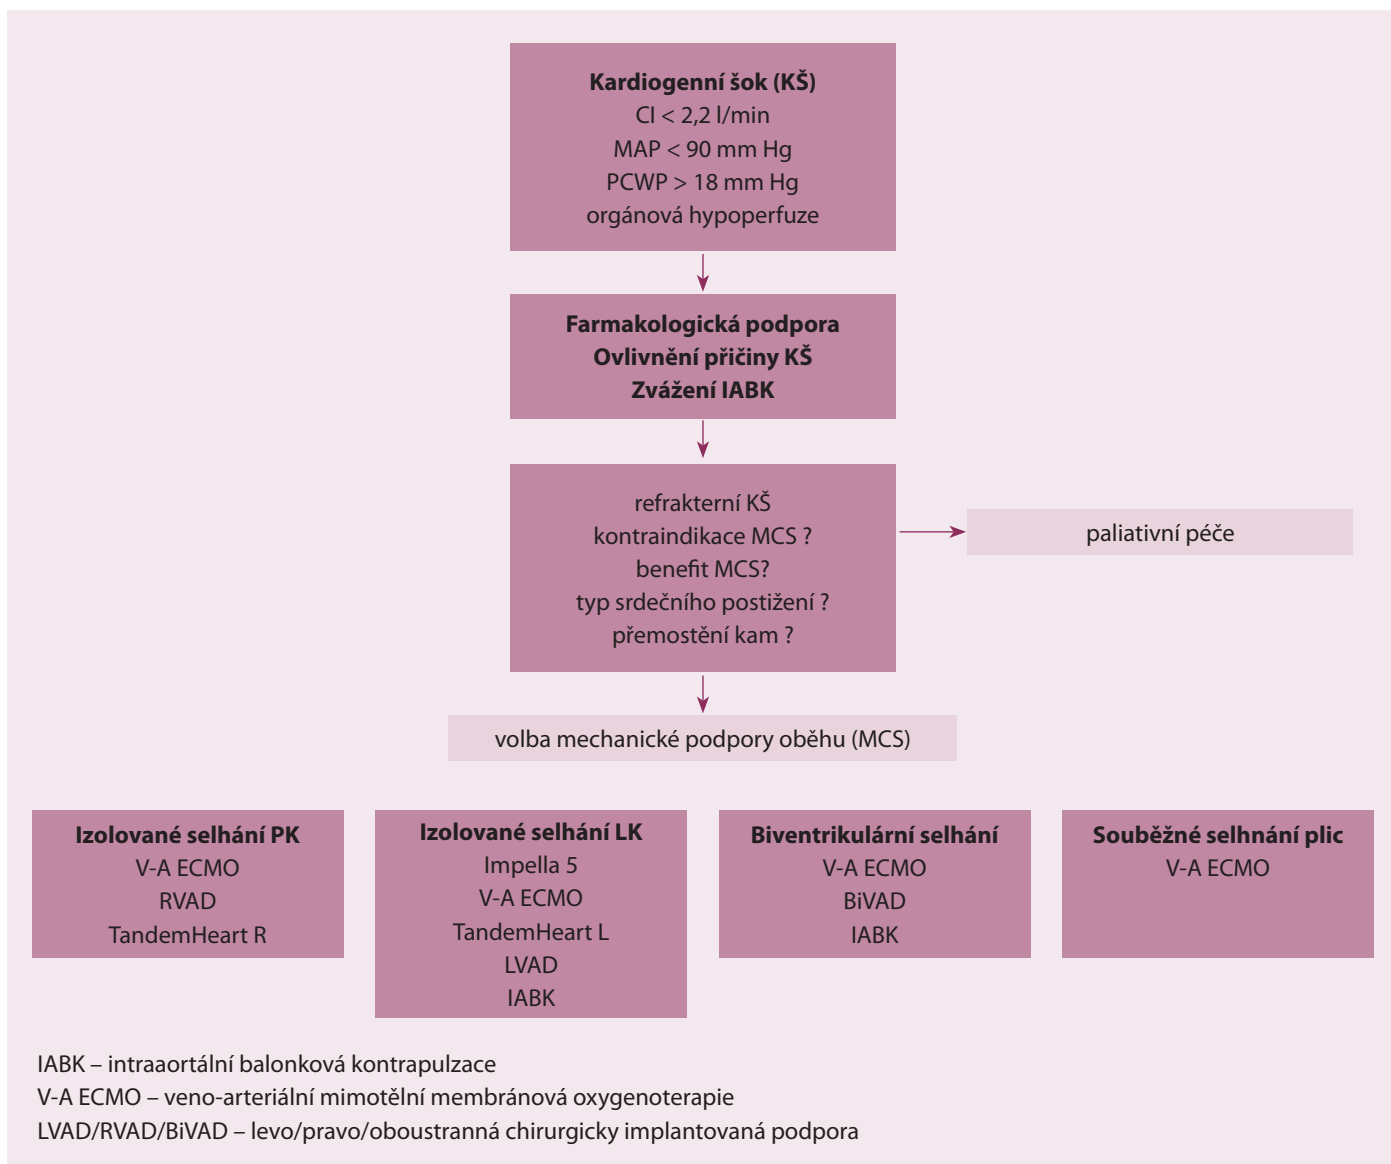 Kardiogenní šok (KŠ)
CI < 2,2 l/min
MAP < 90 mm Hg
PCWP > 18 mm Hg
orgánová hypoperfuze
Farmakologická podpora
Ovlivnění přičiny KŠ
Zvážení IABK
refrakterní KŠ
kontraindikace MCS ?
benefit MCS?
typ srdečního postižení ?
přemostění kam ?
paliativní péče
volba mechanické podpory oběhu (MCS)
Izolované selhání PK
V-A ECMO
RVAD
TandemHeart R
Izolované selhání LK
Impella 5
V-A ECMO
TandemHeart L
LVAD
IABK
Biventrikulární selhání
V-A ECMO
BiVAD
IABK
Souběžné selhnání plic
V-A ECMO
IABK – intraaortální balonková kontrapulzace
V-A ECMO – veno-arteriální mimotělní membránová oxygenoterapie
LVAD/RVAD/BiVAD – levo/pravo/oboustranná chirurgicky implantovaná podpora